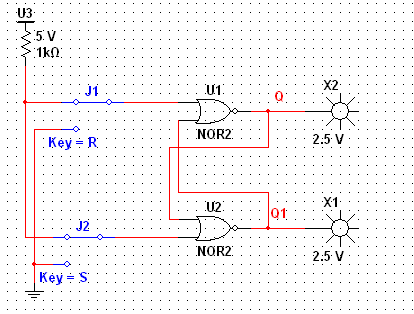 U3
5 V
1kΩ
J1
Key = R
U1
NOR2
Q
X2
2.5 V
J2
Key = S
U2
NOR2
Q1
X1
2.5 V